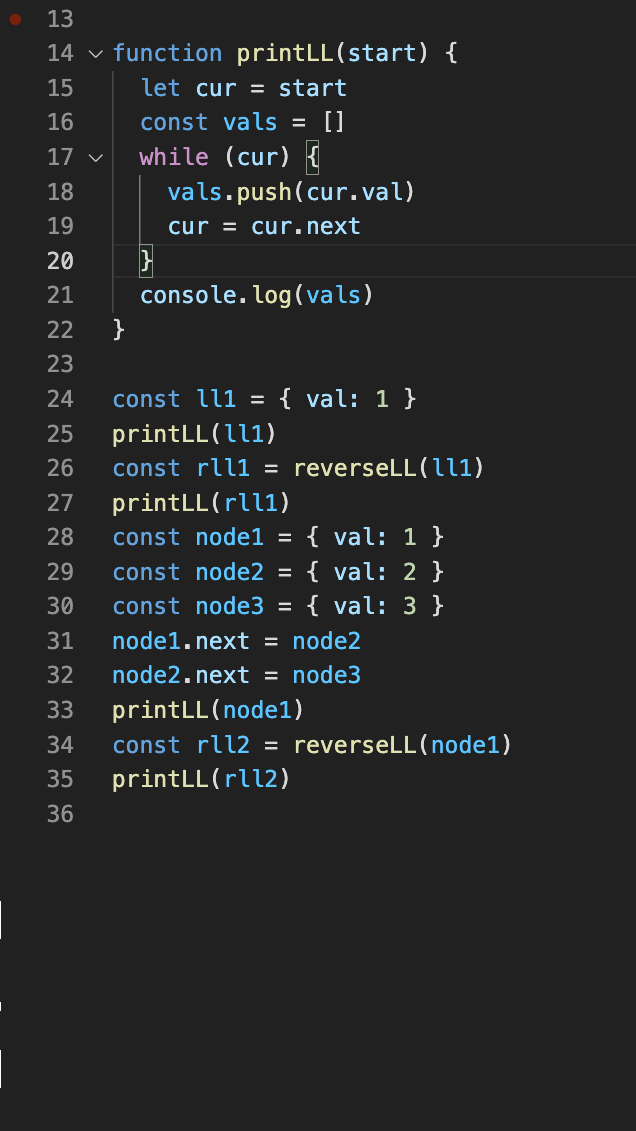 13
14 function printLL(start) {
15 let cur = start
16 const vals = []
17 while (cur) {
18 vals.push(cur.val)
19 cur = cur.next
20 }
21 console.log(vals)
22 }
23
24 const ll1 = { val: 1 }
25 printLL(ll1)
26 const rll1 = reverseLL(ll1)
27 printLL(rll1)
28 const node1 = { val: 1 }
29 const node2 = { val: 2 }
30 const node3 = { val: 3 }
31 node1.next = node2
32 node2.next = node3
33 printLL(node1)
34 const rll2 = reverseLL(node1)
35 printLL(rll2)
36